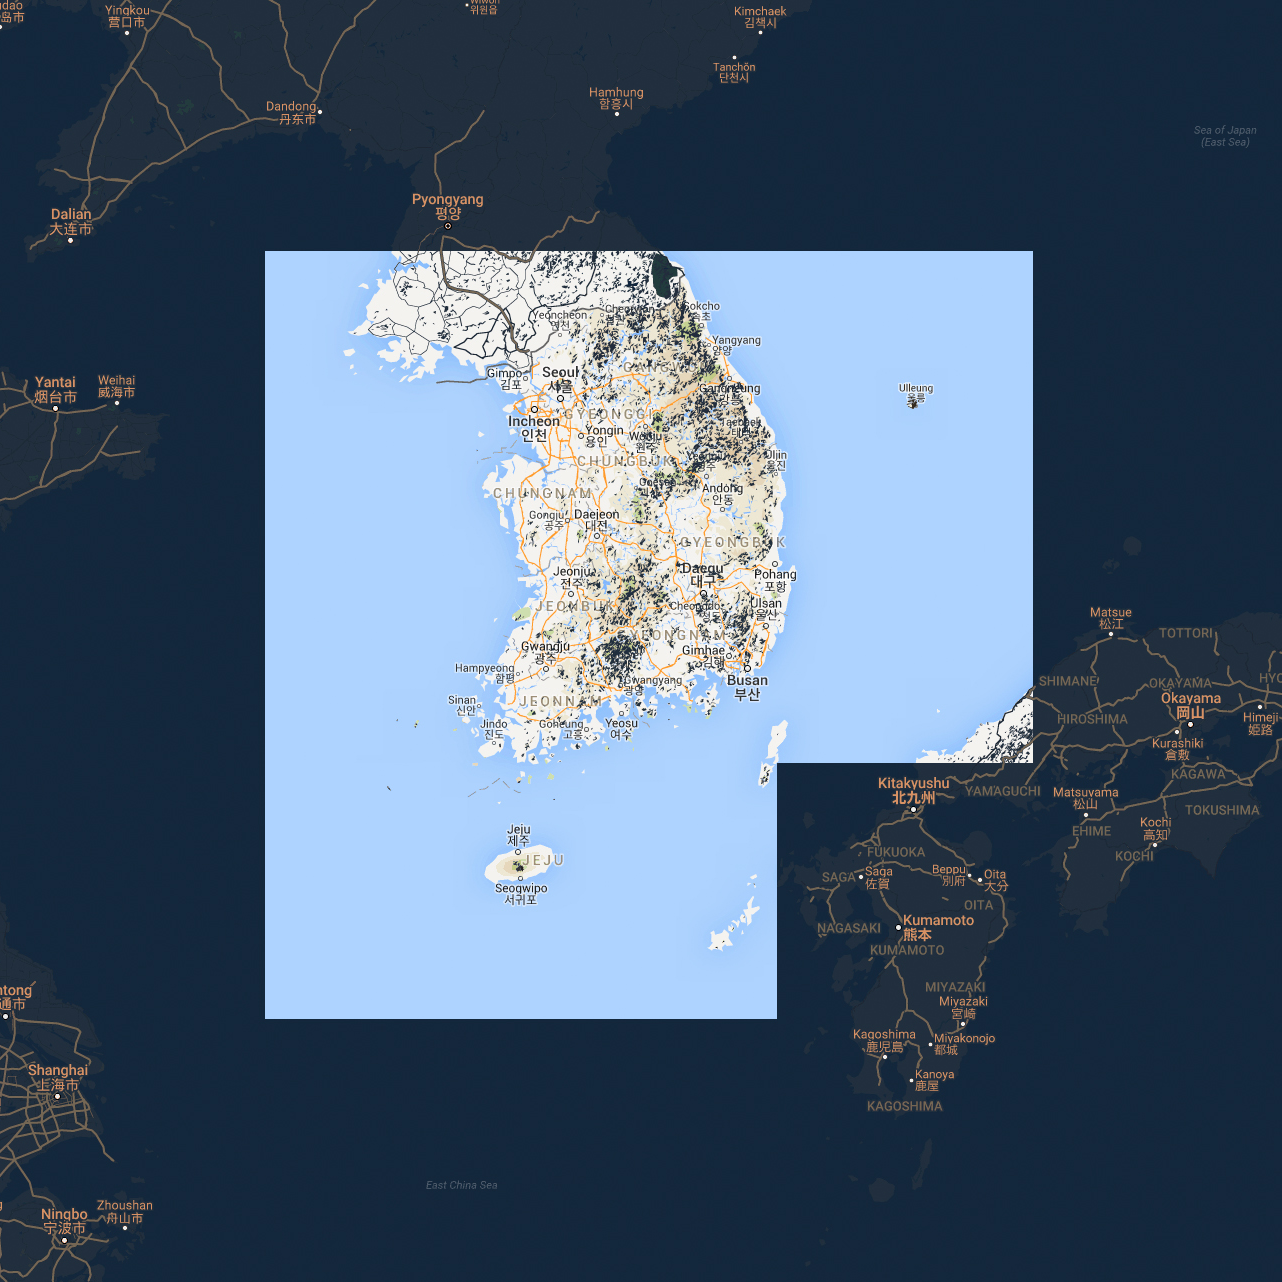 Yingkou
营口市
岛市
위원읍
Kimchaek
김책시
Tanchŏn
단천시
Hamhung
함흥시
Dandong
丹东市
Sea of Japan
(East Sea)
Pyongyang
평양
Dalian
大连市
Sokcho
속초
Yeoncheon
연천
Yangyang
양양
Gimpo
김포
Seoul
서울
Yantai
烟台市
Weihai
威海市
Ulleung
울릉
Gangneung
GYEONGGI
Incheon
인천
Yongin
용인
Wonju
원주
Taebaek
CHUNGBUK
Uljin
울진
CHUNGNAM
Andong
안동
Gongju
공주
Daejeon
대전
GYEONGBUK
Daegu
대구
Jeonju
전주
Pohang
포항
JEONBUK
Cheongdo
청도
Ulsan
울산
Matsue
松江
TOTTORI
Gwangju
광주
Gimhae
김해
Hampyeong
함평
Busan
부산
Gwangyang
광양
SHIMANE
OKAYAMA
HYO
JEONNAM
Sinan
신안
Okayama
岡山
HIROSHIMA
Himeji
姫路
Jindo
진도
Goheung
고흥
Yeosu
여수
Kurashiki
倉敷
KAGAWA
Kitakyushu
北九州
YAMAGUCHI
Matsuyama
松山
TOKUSHIMA
Jeju
제주
JEJU
EHIME
Kochi
高知
KOCHI
FUKUOKA
Seogwipo
서귀포
SAGA
Saga
佐賀
Beppu
別府
Oita
大分
OITA
NAGASAKI
Kumamoto
熊本
KUMAMOTO
MIYAZAKI
Miyazaki
宮崎
ntong
通市
Kagoshima
鹿児島
Miyakonojo
都城
Shanghai
上海市
Kanoya
鹿屋
KAGOSHIMA
East China Sea
Zhoushan
舟山市
Ningbo
宁波市